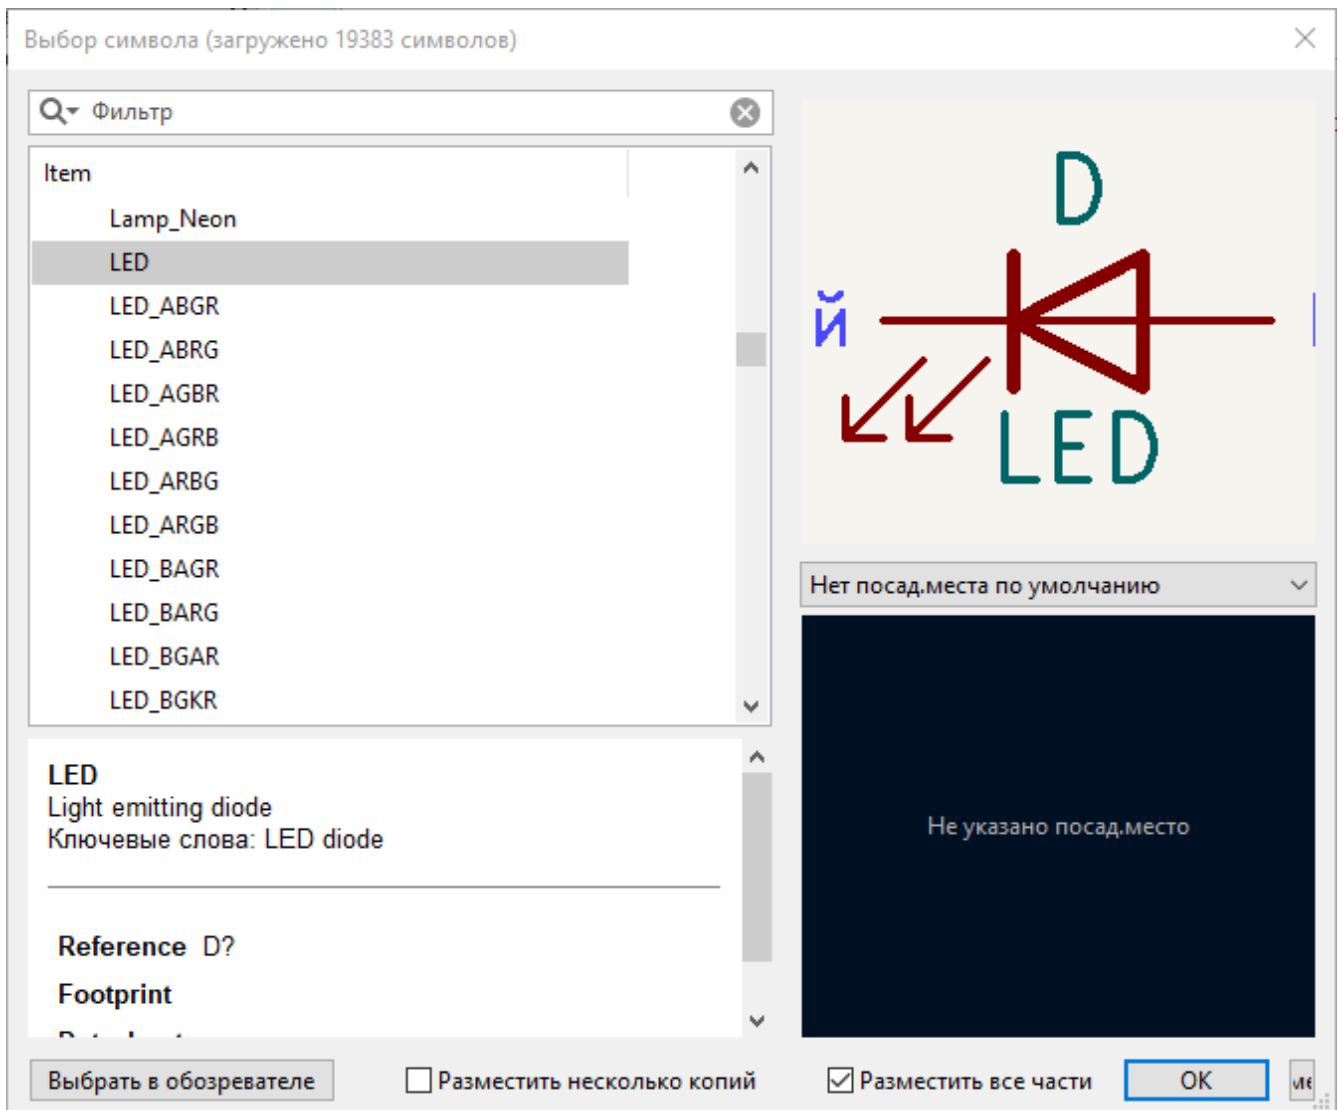 Выбор символа (загружено 19383 символов)
Фильтр
Item
Lamp_Neon
LED
LED_ABGR
LED_ABRG
LED_AGBR
LED_AGRB
LED_ARBG
LED_ARGB
LED_BAGR
LED_BARG
LED_BGAR
LED_BGKR
LED
Light emitting diode
Ключевые слова: LED diode
Reference D?
Footprint
D
й
LED
Нет посад.места по умолчанию
Не указано посад.место
Выбрать в обозревателе
Разместить несколько копий
Разместить все части
OK